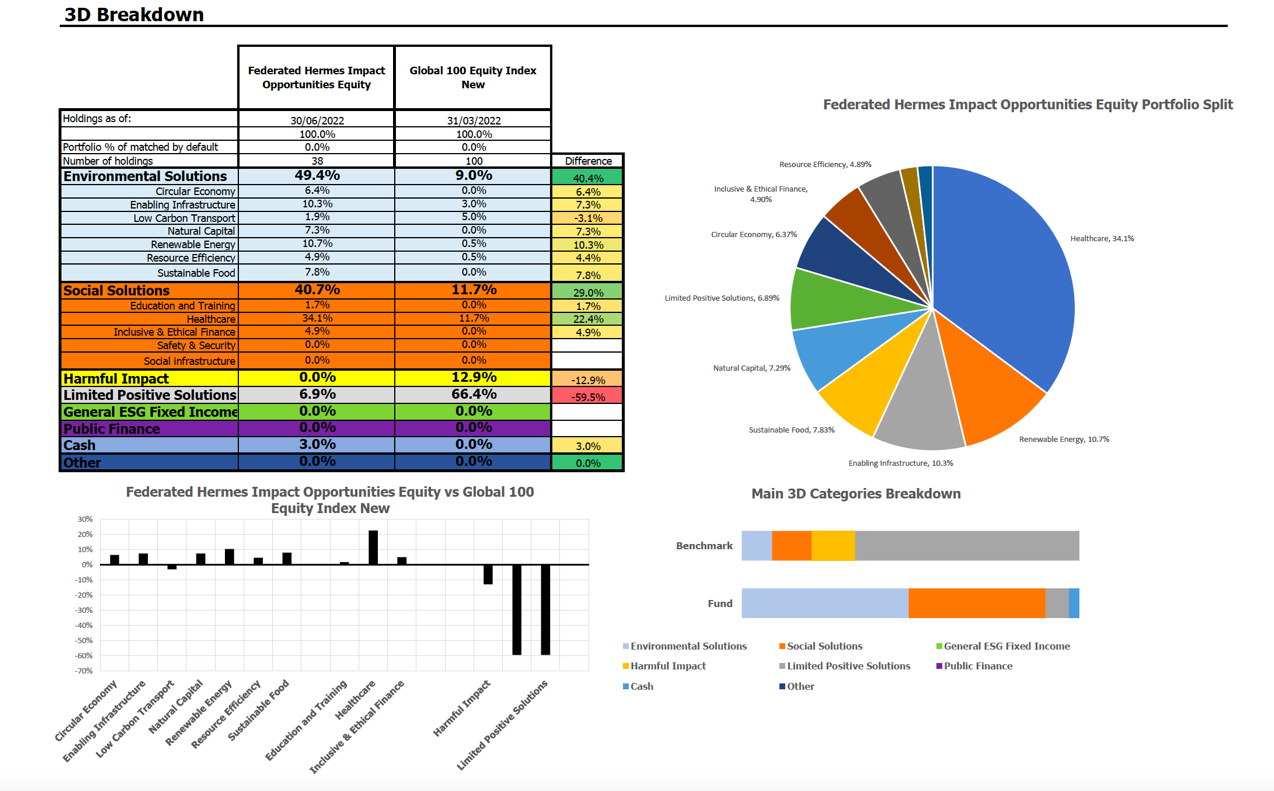 3D Breakdown
Federated Hermes Impact Opportunities Equity Global 100 Equity Index New
Holdings as of: 30/06/2022 31/03/2022
100.0% 100.0%
Portfolio % of matched by default 0.0% 0.0%
Number of holdings 38 100 Difference
Environmental Solutions 49.4% 9.0% 40.4%
Circular Economy 6.4% 0.0% 6.4%
Enabling Infrastructure 10.3% 3.0% 7.3%
Low Carbon Transport 1.9% 5.0% -3.1%
Natural Capital 7.3% 0.0% 7.3%
Renewable Energy 10.7% 0.5% 10.3%
Resource Efficiency 4.9% 0.5% 4.4%
Sustainable Food 7.8% 0.0% 7.8%
Social Solutions 40.7% 11.7% 29.0%
Education and Training 1.7% 0.0% 1.7%
Healthcare 34.1% 11.7% 22.4%
Inclusive & Ethical Finance 4.9% 0.0% 4.9%
Safety & Security 0.0% 0.0%
Social infrastructure 0.0% 0.0%
Harmful Impact 0.0% 12.9% -12.9%
Limited Positive Solutions 6.9% 66.4% -59.5%
General ESG Fixed Income 0.0% 0.0%
Public Finance 0.0% 0.0%
Cash 3.0% 0.0% 3.0%
Other 0.0% 0.0% 0.0%
Federated Hermes Impact Opportunities Equity Portfolio Split
Resource Efficiency, 4.89%
Inclusive & Ethical Finance,
4.90%
Circular Economy, 6.37%
Healthcare, 34.1%
Limited Positive Solutions, 6.89%
Natural Capital, 7.29%
Sustainable Food, 7.83%
Renewable Energy, 10.7%
Enabling Infrastructure, 10.3%
Federated Hermes Impact Opportunities Equity vs Global 100
Equity Index New
30%
20%
10%
0%
-10%
-20%
-30%
-40%
-50%
-60%
-70%
Circular Economy
Enabling Infrastructure
Low Carbon Transport
Natural Capital
Renewable Energy
Resource Efficiency
Sustainable Food
Education and Training
Healthcare
Inclusive & Ethical Finance
Harmful Impact
Limited Positive Solutions
Main 3D Categories Breakdown
Benchmark
Fund
Environmental Solutions Social Solutions General ESG Fixed Income
Harmful Impact Limited Positive Solutions Public Finance
Cash Other